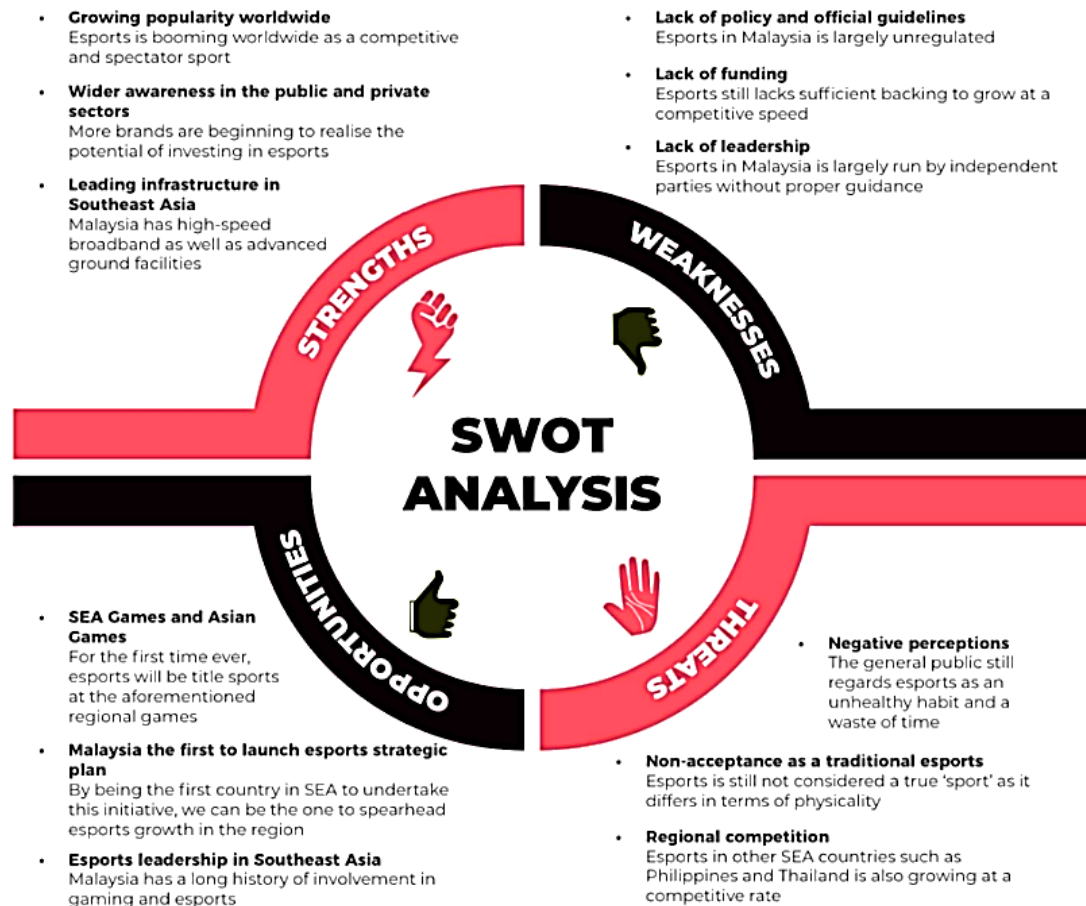 • Growing popularity worldwide
Esports is booming worldwide as a competitive
and spectator sport
• Wider awareness in the public and private
sectors
More brands are beginning to realise the
potential of investing in esports
• Leading infrastructure in
Southeast Asia
Malaysia has high-speed
broadband as well as advanced
ground facilities
STRENGTHS
• Lack of policy and official guidelines
Esports in Malaysia is largely unregulated
• Lack of funding
Esports still lacks sufficient backing to grow at a
competitive speed
• Lack of leadership
Esports in Malaysia is largely run by independent
parties without proper guidance
WEAKNESSES
SWOT
ANALYSIS
OPPORTUNITIES
• SEA Games and Asian
Games
For the first time ever,
esports will be title sports
at the aforementioned
regional games
• Malaysia the first to launch esports strategic
plan
By being the first country in SEA to undertake
this initiative, we can be the one to spearhead
esports growth in the region
• Esports leadership in Southeast Asia
Malaysia has a long history of involvement in
gaming and esports
THREATS
• Negative perceptions
The general public still
regards esports as an
unhealthy habit and a
waste of time
• Non-acceptance as a traditional esports
Esports is still not considered a true ‘sport’ as it
differs in terms of physicality
• Regional competition
Esports in other SEA countries such as
Philippines and Thailand is also growing at a
competitive rate